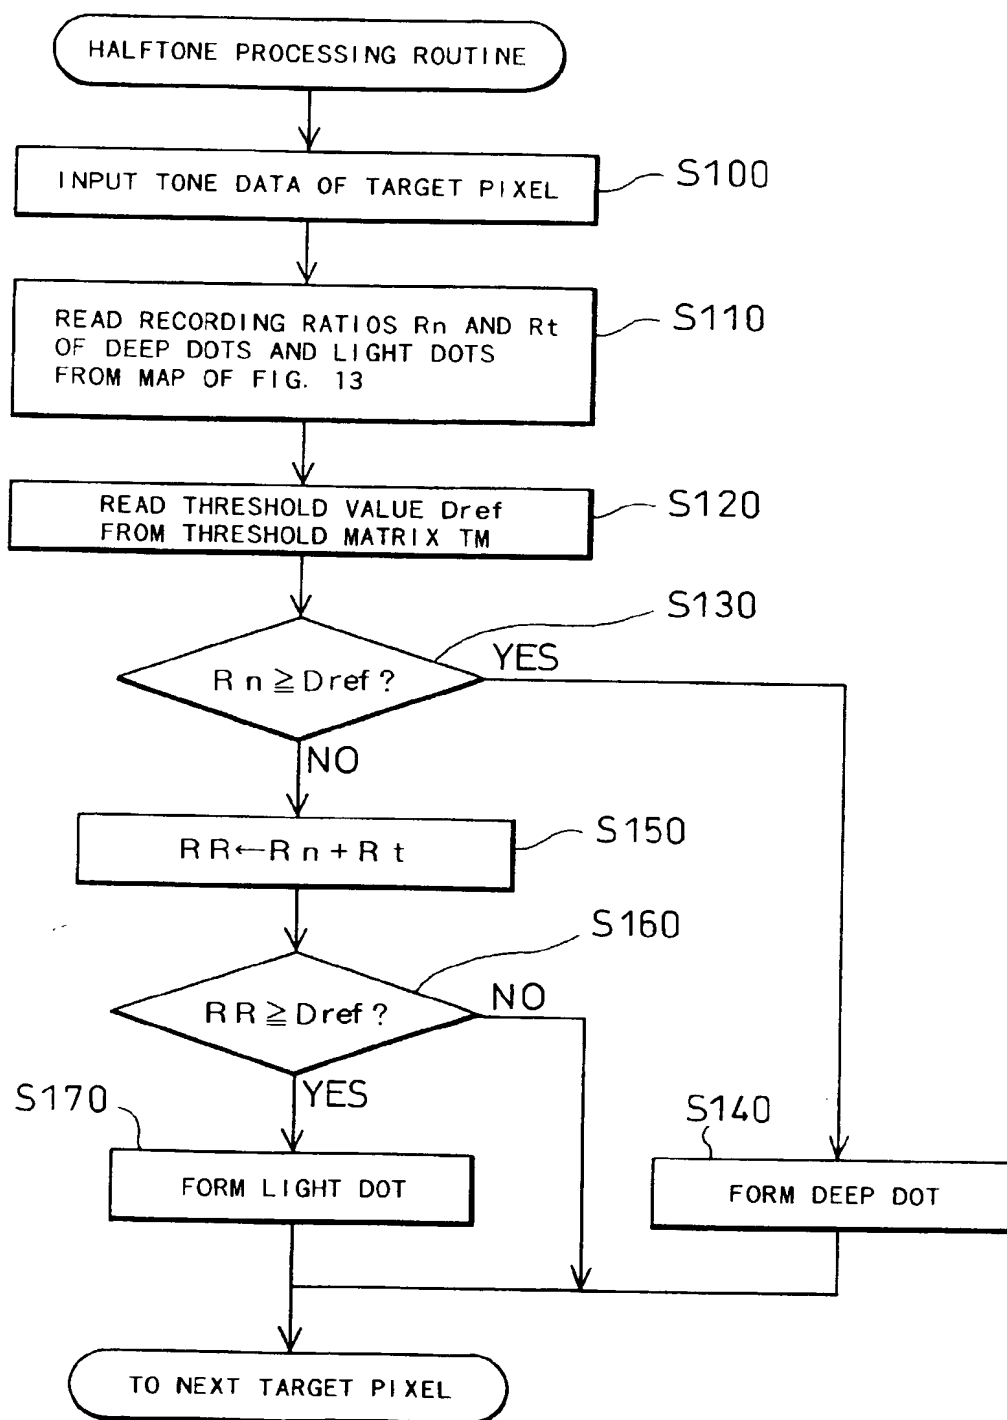 HALFTONE PROCESSING ROUTINE
INPUT TONE DATA OF TARGET PIXEL
S100
READ RECORDING RATIOS Rn AND Rt
OF DEEP DOTS AND LIGHT DOTS
FROM MAP OF FIG. 13
S110
READ THRESHOLD VALUE Dref
FROM THRESHOLD MATRIX TM
S120
S130
Rn ≧ Dref?
YES
NO
RR←Rn+Rt
S150
S160
RR ≧ Dref?
NO
YES
S170
FORM LIGHT DOT
S140
FORM DEEP DOT
TO NEXT TARGET PIXEL